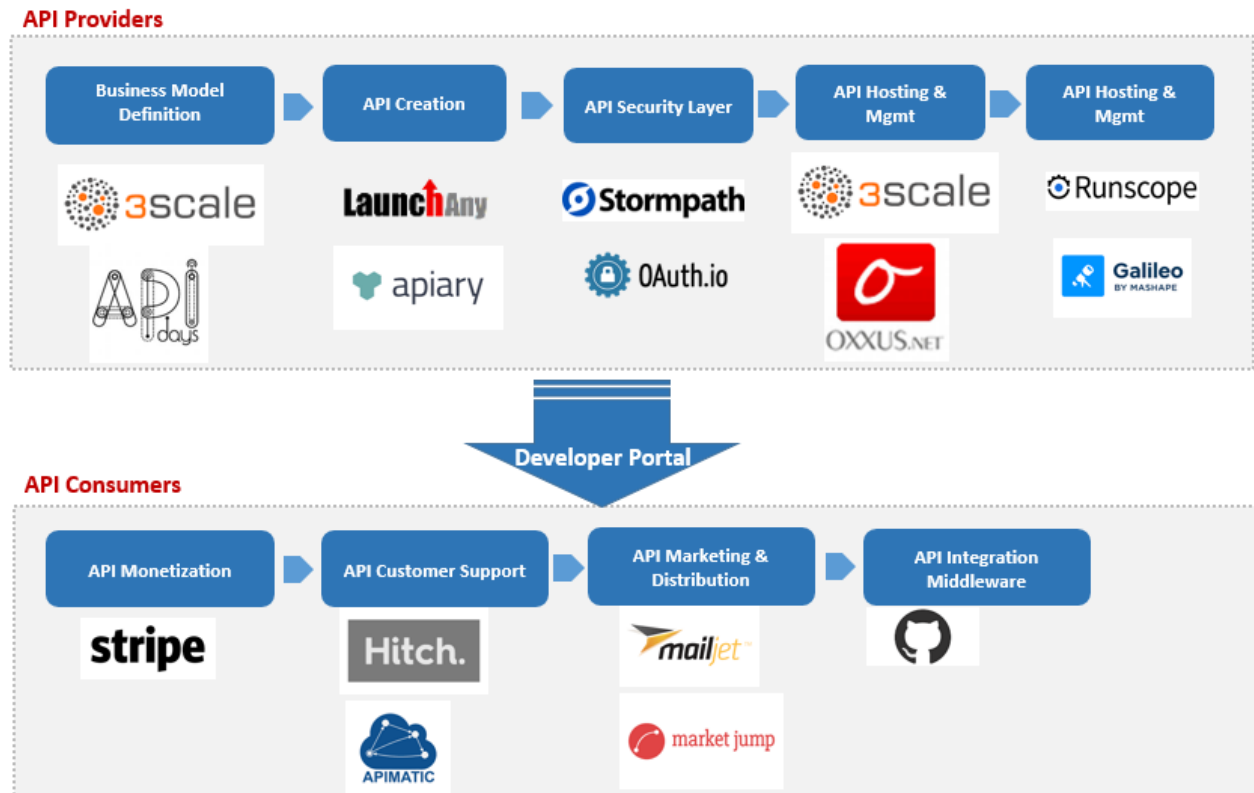 API Providers
Business Model
Definition
API Creation
API Security Layer
API Hosting &
Mgmt
API Hosting &
Mgmt
3scale
LaunchAny
Stormpath
3scale
Runscope
API
days
apiary
OAuth.io
OXXUS.NET
Galileo
BY MASHAPE
Developer Portal
API Consumers
API Monetization
API Customer Support
API Marketing &
Distribution
API Integration
Middleware
stripe
Hitch.
mailjet
APIMATIC
market jump